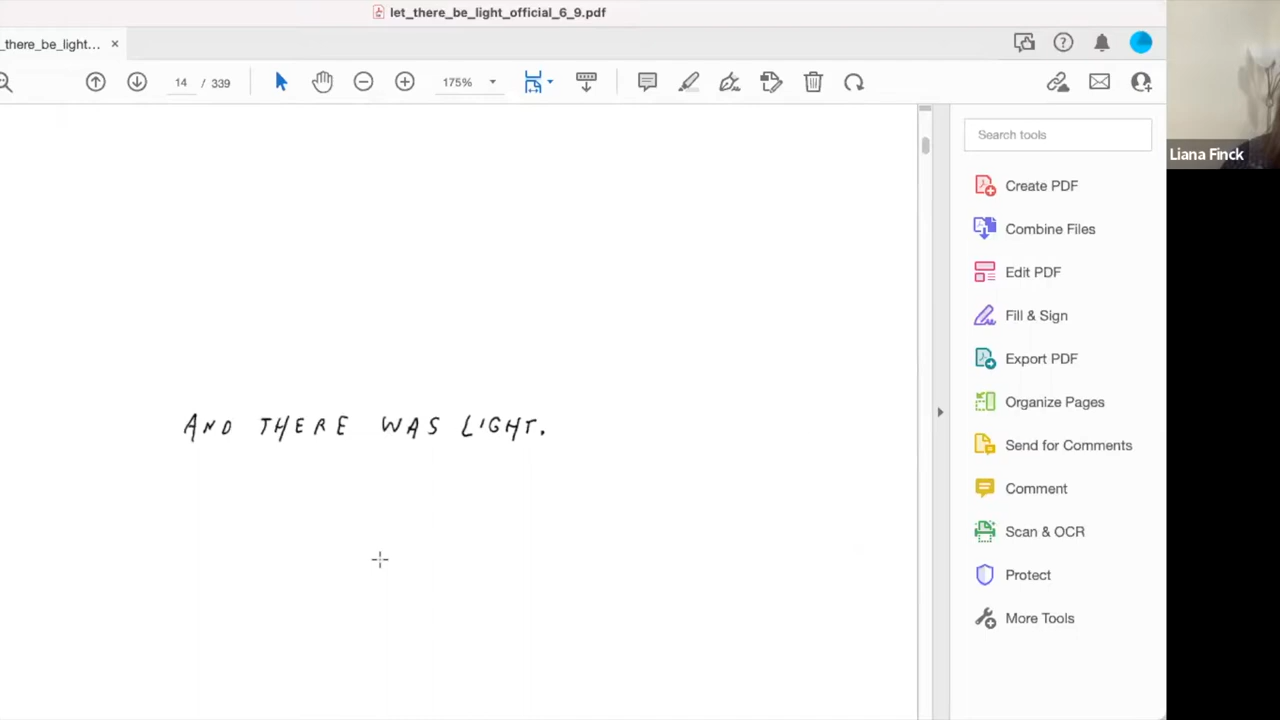 let_there_be_light_official_6_9.pdf
_there_be_light...
14 / 339
175%
Liana Finck
Search tools
Create PDF
Combine Files
Edit PDF
Fill & Sign
Export PDF
Organize Pages
Send for Comments
Comment
Scan & OCR
Protect
More Tools
AND THERE WAS LIGHT.